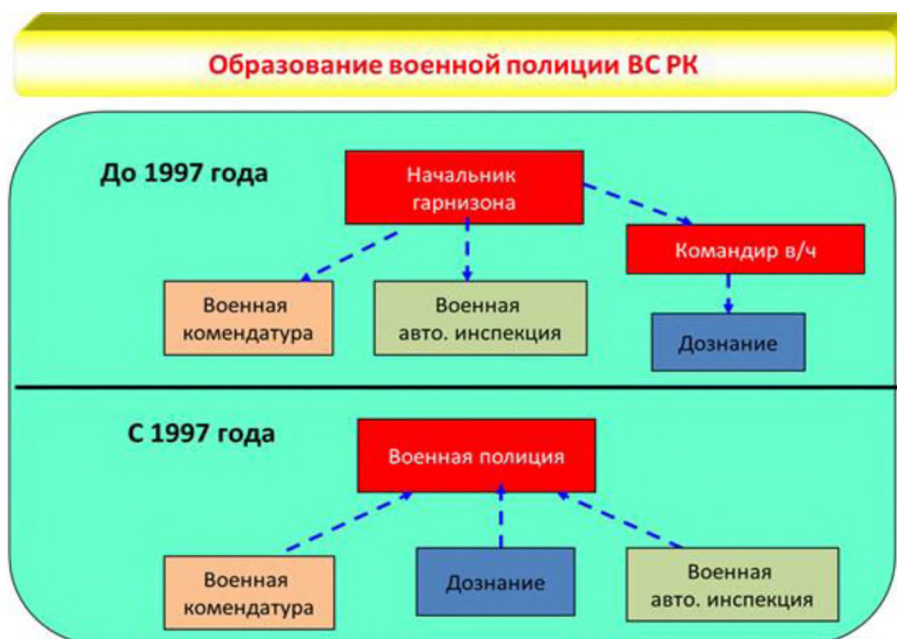 Образование военной полиции ВС РК
До 1997 года
Начальник
гарнизона
Командир в/ч
Военная
комендатура
Военная
авто. инспекция
Дознание
С 1997 года
Военная полиция
Военная
комендатура
Дознание
Военная
авто. инспекция